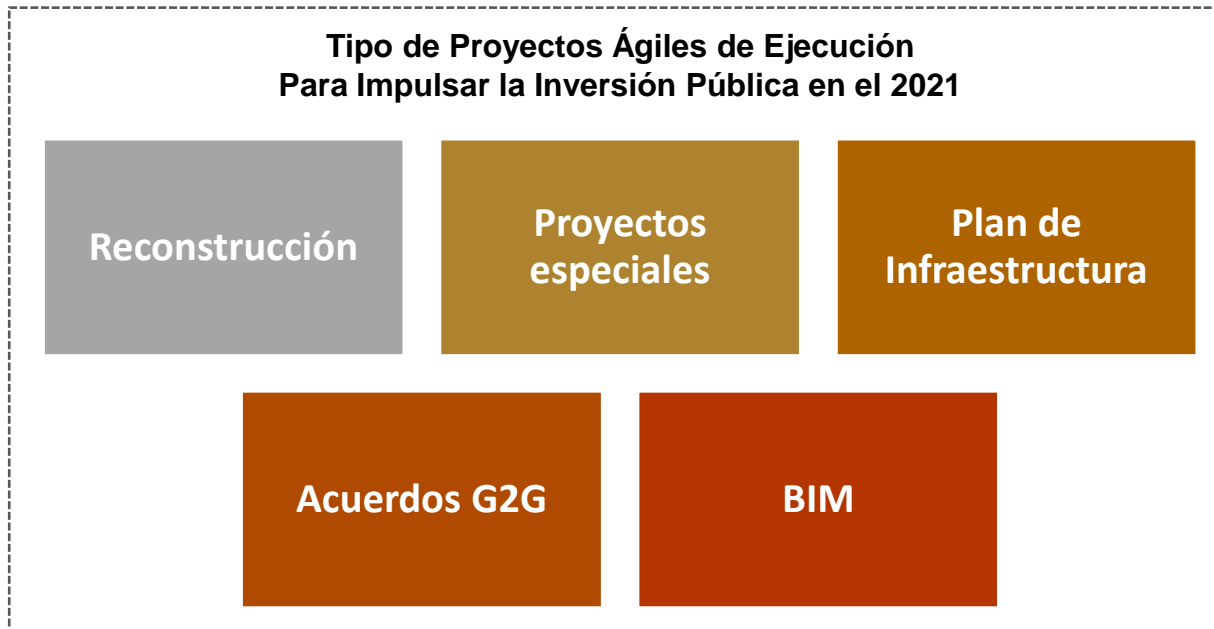 Tipo de Proyectos Ágiles de Ejecución
Para Impulsar la Inversión Pública en el 2021
Reconstrucción
Proyectos
especiales
Plan de
Infraestructura
Acuerdos G2G
BIM